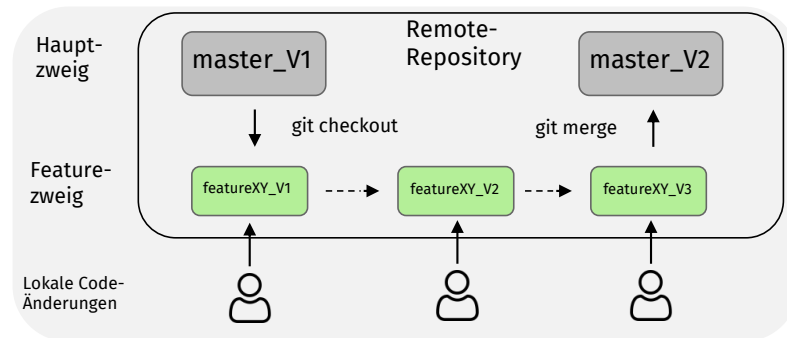 Haupt-
zweig
master_V1
Remote-
Repository
master_V2
git checkout
git merge
Feature-
zweig
featureXY_V1
featureXY_V2
featureXY_V3
Lokale Code-
Änderungen